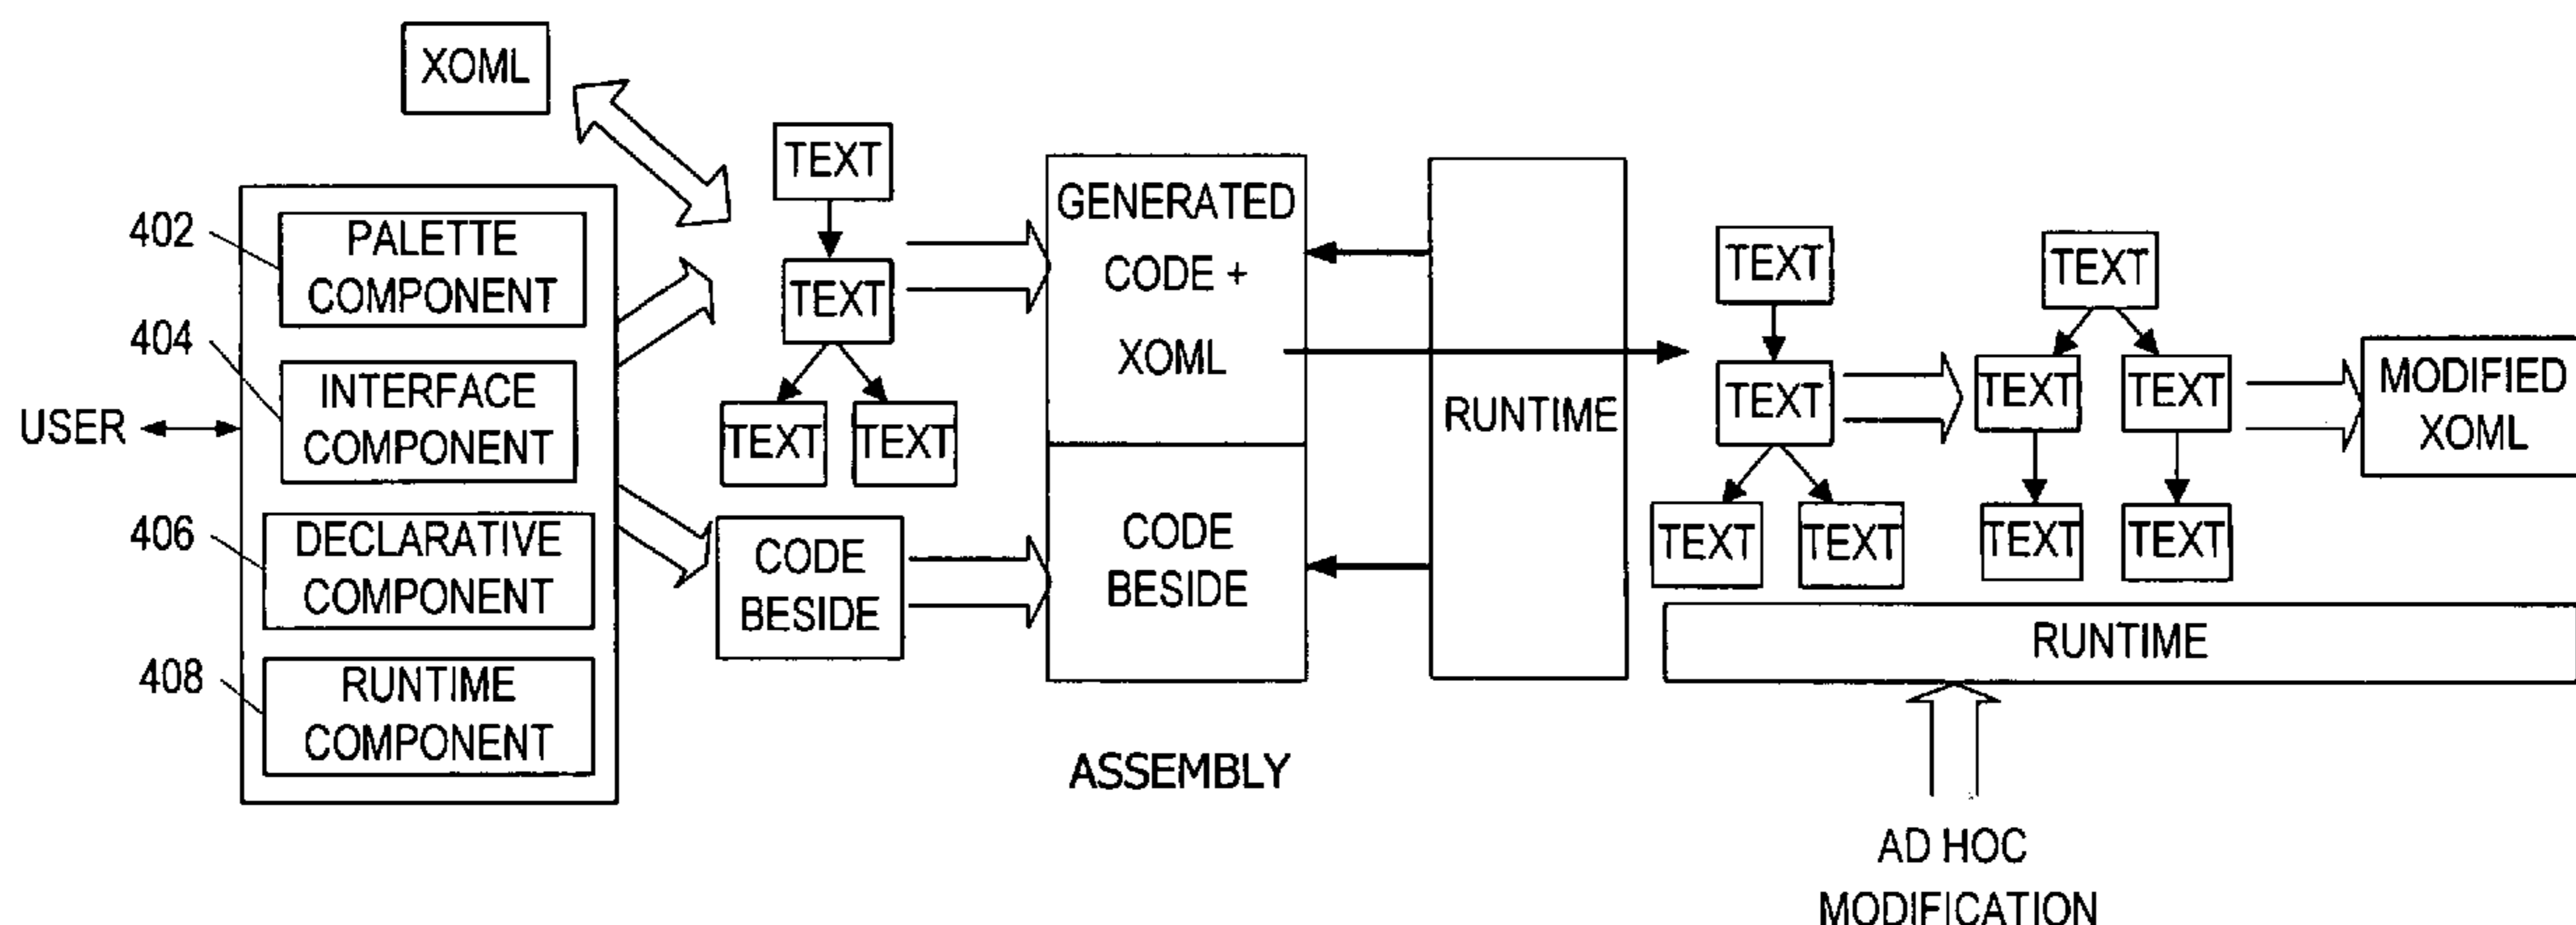 XOML
402
PALETTE
COMPONENT
404
INTERFACE
COMPONENT
USER
406
DECLARATIVE
COMPONENT
408
RUNTIME
COMPONENT
TEXT
TEXT
TEXT
TEXT
CODE
BESIDE
GENERATED
CODE +
XOML
CODE
BESIDE
ASSEMBLY
RUNTIME
TEXT
TEXT
TEXT
TEXT
TEXT
TEXT
TEXT
TEXT
TEXT
MODIFIED
XOML
RUNTIME
AD HOC
MODIFICATION